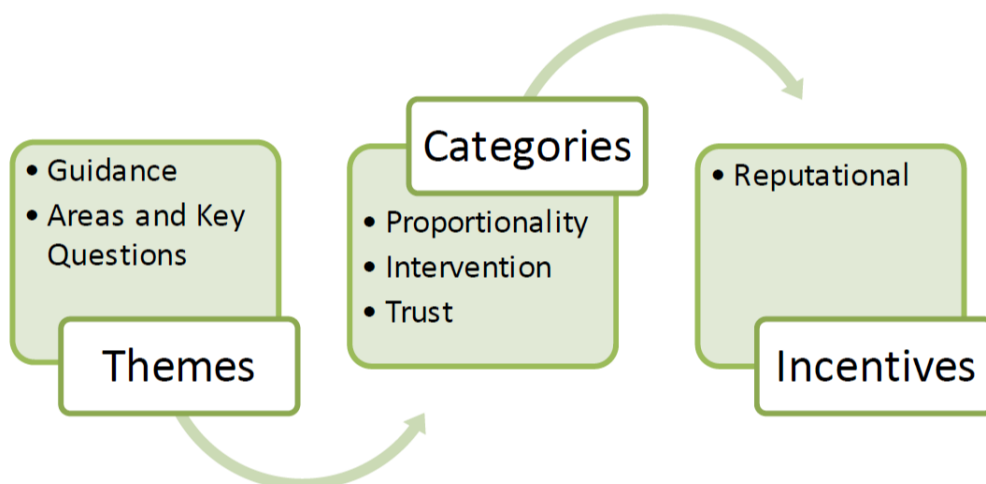 • Guidance
• Areas and Key
Questions
Themes
Categories
• Proportionality
• Intervention
• Trust
• Reputational
Incentives